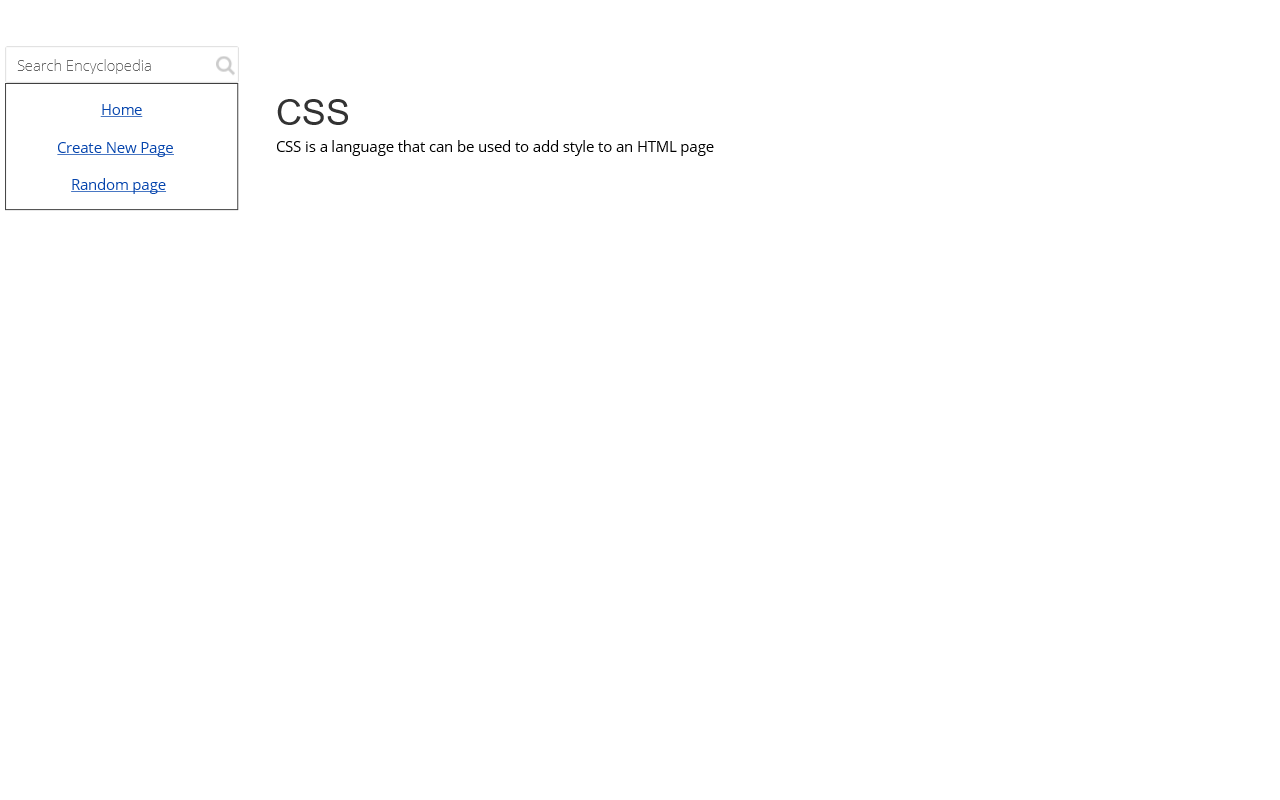 Search Encyclopedia
Home
Create New Page
Random page
CSS
CSS is a language that can be used to add style to an HTML page